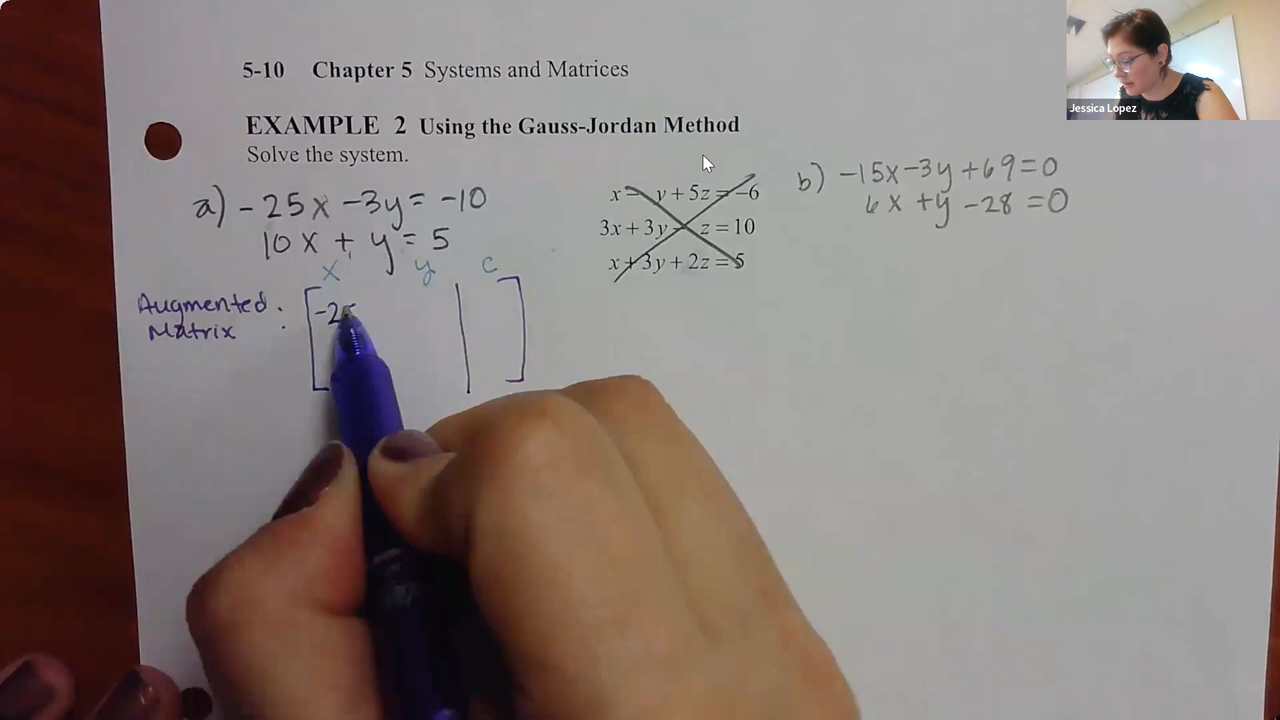 5-10 Chapter 5 Systems and Matrices
EXAMPLE 2 Using the Gauss-Jordan Method
Solve the system.
a) -25x -3y = -10
10x + y = 5
x - y + 5z = -6
3x + 3y - z = 10
x + 3y + 2z = 5
b) -15x-3y+69=0
6x +y -28 =0
x y c
Augmented :
Matrix
-25
Jessica Lopez